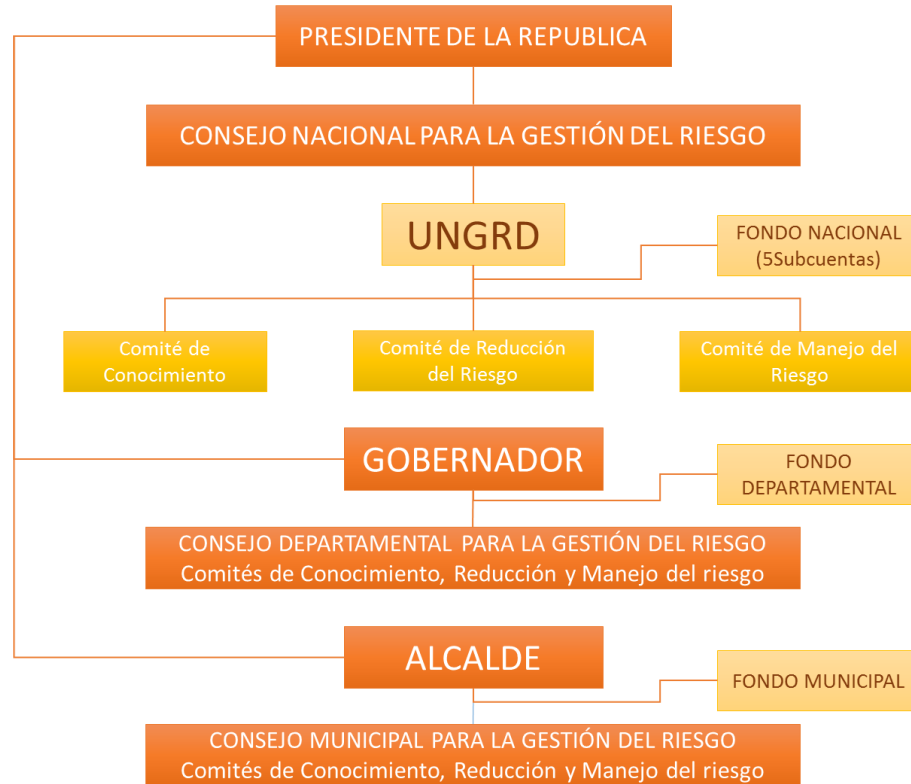 PRESIDENTE DE LA REPUBLICA
CONSEJO NACIONAL PARA LA GESTIÓN DEL RIESGO
UNGRD
FONDO NACIONAL
(5Subcuentas)
Comité de
Conocimiento
Comité de Reducción
del Riesgo
Comité de Manejo del
Riesgo
GOBERNADOR
FONDO
DEPARTAMENTAL
CONSEJO DEPARTAMENTAL PARA LA GESTIÓN DEL RIESGO
Comités de Conocimiento, Reducción y Manejo del riesgo
ALCALDE
FONDO MUNICIPAL
CONSEJO MUNICIPAL PARA LA GESTIÓN DEL RIESGO
Comités de Conocimiento, Reducción y Manejo del riesgo